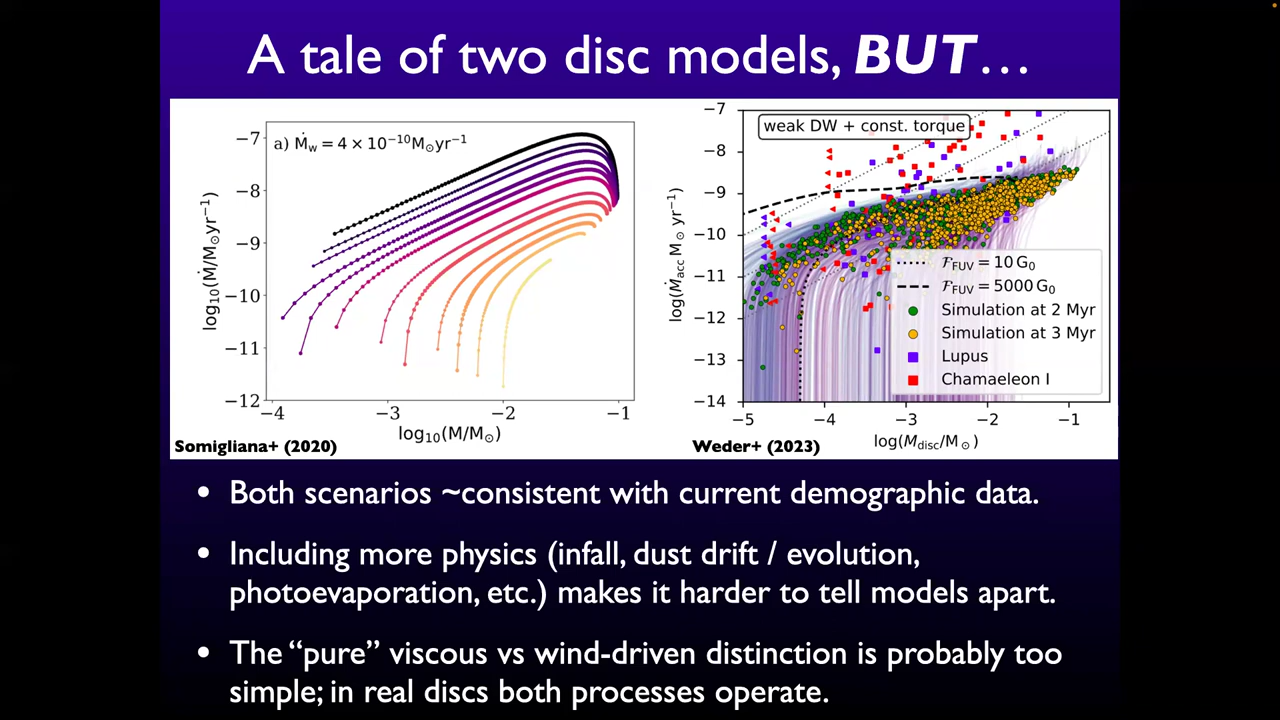 A tale of two disc models, BUT…
a) Ṁw = 4 × 10⁻¹⁰M⊙yr⁻¹
log₁₀(Ṁ/M⊙yr⁻¹)
−7
−8
−9
−10
−11
−12
−4 −3 −2 −1
log₁₀(M/M⊙)
Somigliana+ (2020)
weak DW + const. torque
log(Ṁacc M⊙ yr⁻¹)
−7
−8
−9
−10
−11
−12
−13
−14
ℱFUV = 10 G₀
ℱFUV = 5000 G₀
Simulation at 2 Myr
Simulation at 3 Myr
Lupus
Chamaeleon I
−5 −4 −3 −2 −1
log(Mdisc/M⊙)
Weder+ (2023)
• Both scenarios ~consistent with current demographic data.
• Including more physics (infall, dust drift / evolution,
photoevaporation, etc.) makes it harder to tell models apart.
• The “pure” viscous vs wind-driven distinction is probably too
simple; in real discs both processes operate.